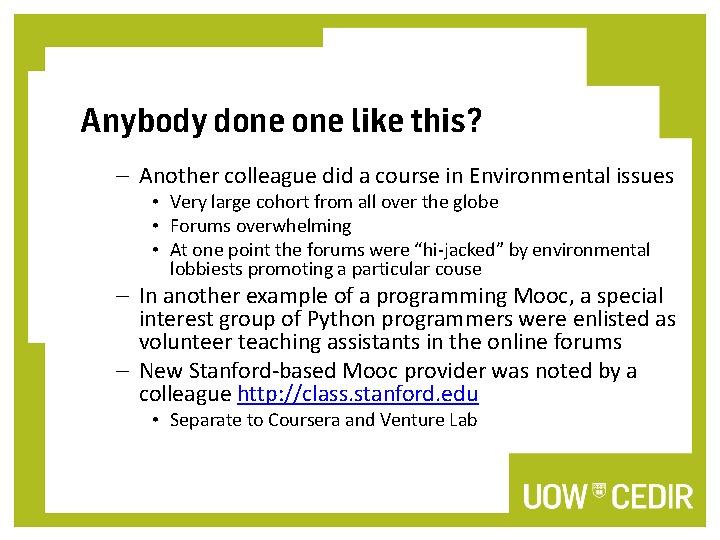 Anybody done one like this?
– Another colleague did a course in Environmental issues
• Very large cohort from all over the globe
• Forums overwhelming
• At one point the forums were “hi-jacked” by environmental
lobbiests promoting a particular couse
– In another example of a programming Mooc, a special
interest group of Python programmers were enlisted as
volunteer teaching assistants in the online forums
– New Stanford-based Mooc provider was noted by a
colleague http://class.stanford.edu
• Separate to Coursera and Venture Lab
UOW CEDIR